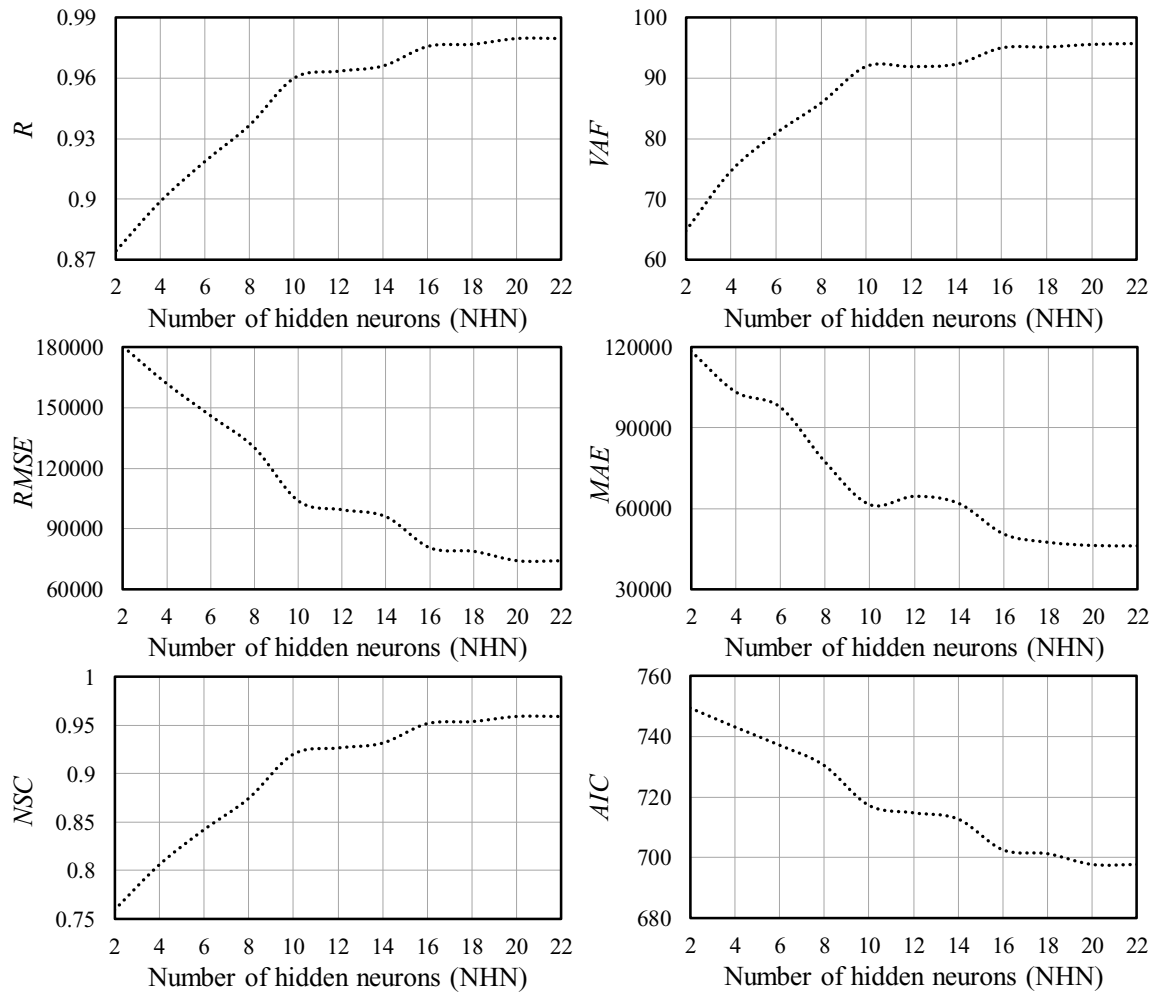 0.99
0.96
0.93
0.9
0.87
R
2 4 6 8 10 12 14 16 18 20 22
Number of hidden neurons (NHN)
100
90
80
70
60
VAF
2 4 6 8 10 12 14 16 18 20 22
Number of hidden neurons (NHN)
180000
150000
120000
90000
60000
RMSE
2 4 6 8 10 12 14 16 18 20 22
Number of hidden neurons (NHN)
120000
90000
60000
30000
MAE
2 4 6 8 10 12 14 16 18 20 22
Number of hidden neurons (NHN)
1
0.95
0.9
0.85
0.8
0.75
NSC
2 4 6 8 10 12 14 16 18 20 22
Number of hidden neurons (NHN)
760
740
720
700
680
AIC
2 4 6 8 10 12 14 16 18 20 22
Number of hidden neurons (NHN)